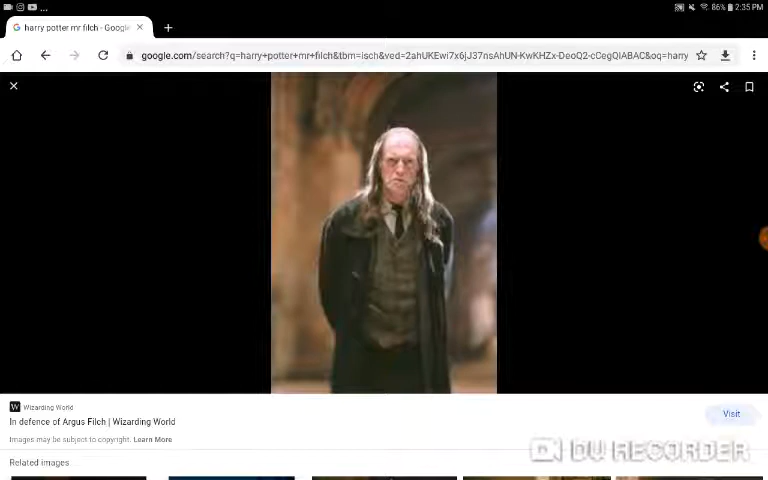 86% 2:35 PM
harry potter mr filch - Google
google.com/search?q=harry+potter+mr+filch&tbm=isch&ved=2ahUKEwi7x6jJ37nsAhUN-KwKHZx-DeoQ2-cCegQIABAC&oq=harry
W Wizarding World
In defence of Argus Filch | Wizarding World
Visit
Images may be subject to copyright. Learn More
DU RECORDER
Related images